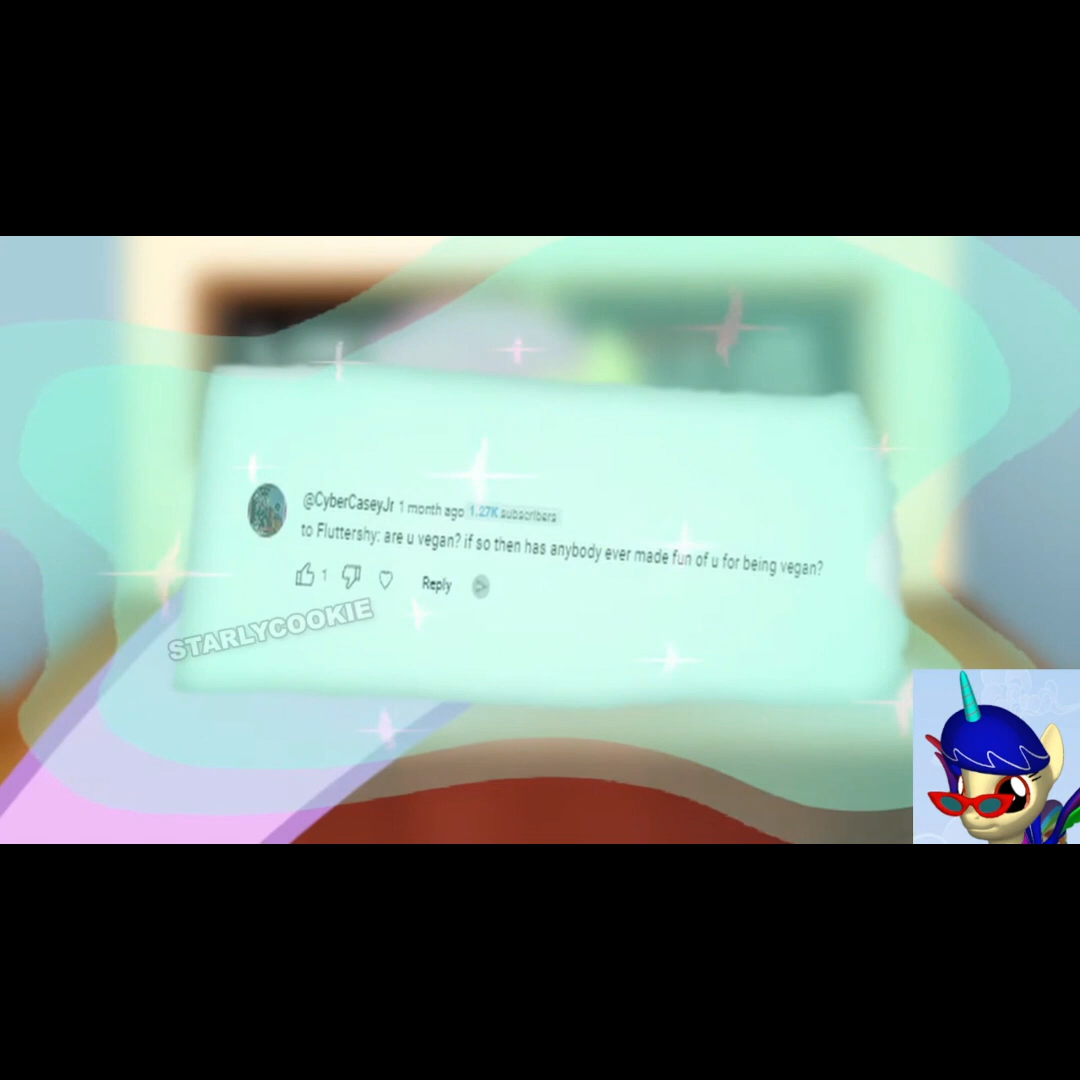 @CyberCaseyJr 1 month ago 1.27K subscribers
to Fluttershy: are u vegan? if so then has anybody ever made fun of u for being vegan?
1 Reply
STARLYCOOKIE